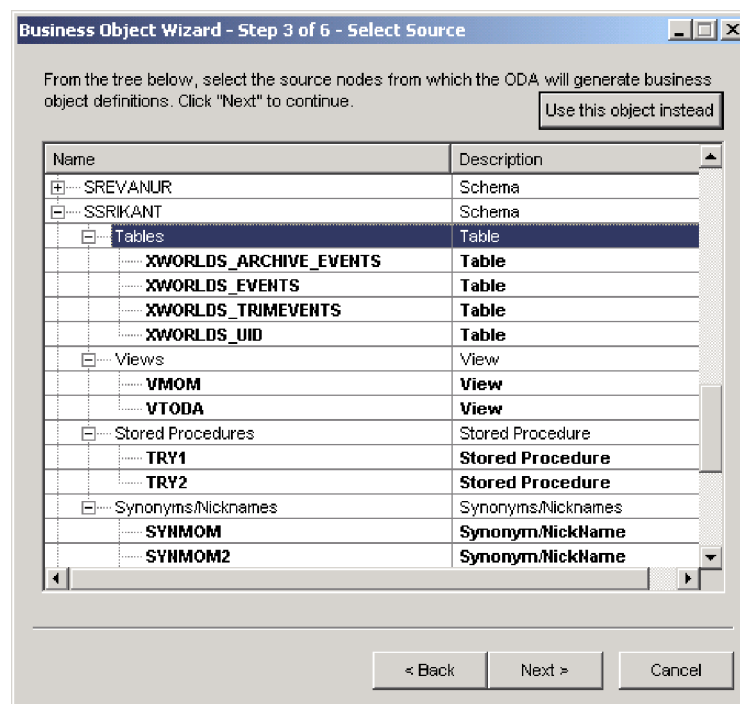 Business Object Wizard - Step 3 of 6 - Select Source
From the tree below, select the source nodes from which the ODA will generate business
object definitions. Click "Next" to continue.
Use this object instead
Name Description
SREVANUR Schema
SSRIKANT Schema
Tables Table
XWORLDS_ARCHIVE_EVENTS Table
XWORLDS_EVENTS Table
XWORLDS_TRIMEVENTS Table
XWORLDS_UID Table
Views View
VMOM View
VTODA View
Stored Procedures Stored Procedure
TRY1 Stored Procedure
TRY2 Stored Procedure
Synonyms/Nicknames Synonyms/Nicknames
SYNMOM Synonym/NickName
SYNMOM2 Synonym/NickName
< Back Next > Cancel